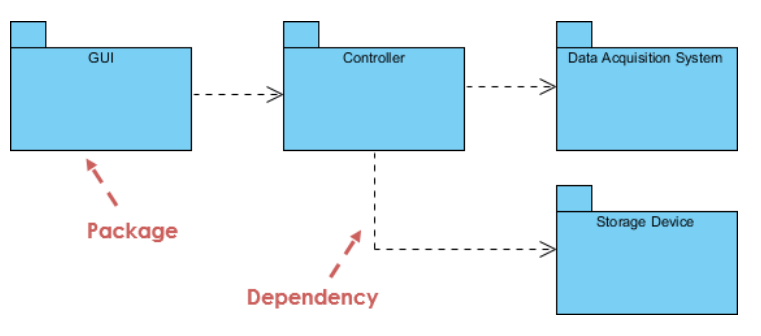 GUI
Controller
Data Acquisition System
Package
Storage Device
Dependency